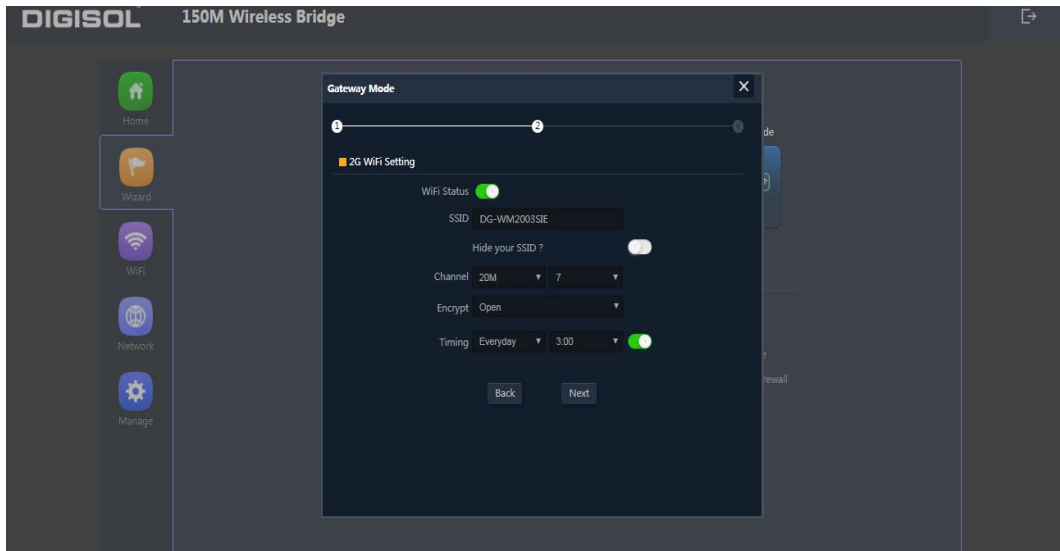 DIGISOL 150M Wireless Bridge
Home
Wizard
WiFi
Network
Manage
Gateway Mode X
1 2
2G WiFi Setting
WiFi Status
SSID DG-WM2003SIE
Hide your SSID ?
Channel 20M 7
Encrypt Open
Timing Everyday 3:00
Back Next
de
e
rewall